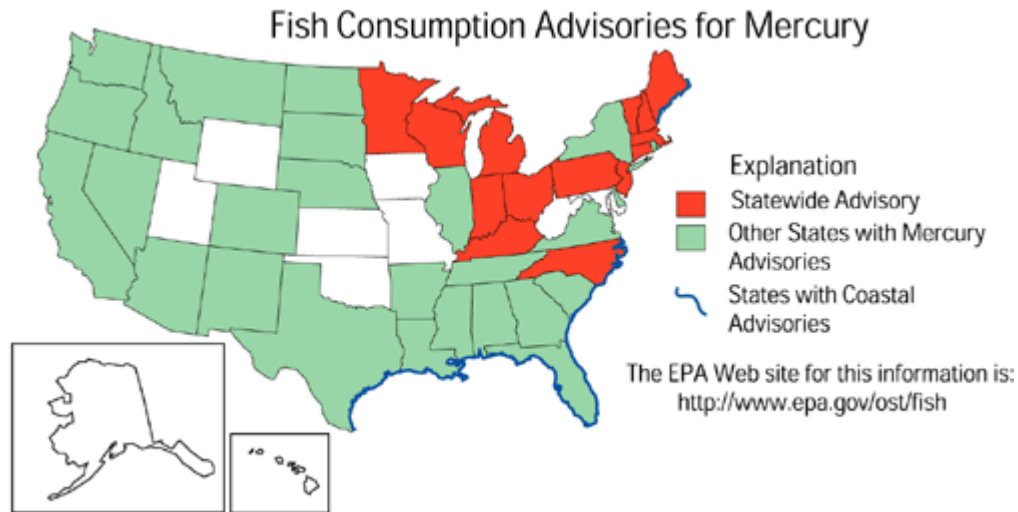 Fish Consumption Advisories for Mercury
Explanation
Statewide Advisory
Other States with Mercury
Advisories
States with Coastal
Advisories
The EPA Web site for this information is:
http://www.epa.gov/ost/fish